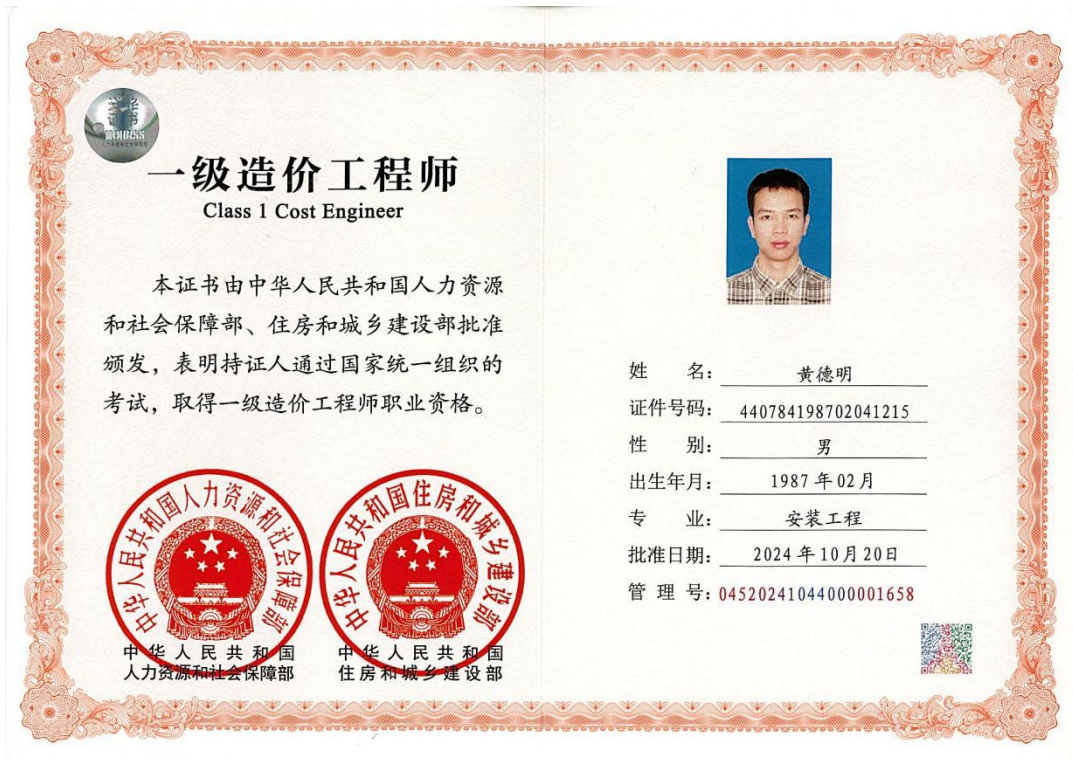 一级造价工程师
Class 1 Cost Engineer
本证书由中华人民共和国人力资源
和社会保障部、住房和城乡建设部批准
颁发，表明持证人通过国家统一组织的
考试，取得一级造价工程师职业资格。
中华人民共和国人力资源和社会保障部
中华人民共和国住房和城乡建设部
中华人民共和国
人力资源和社会保障部
中华人民共和国
住房和城乡建设部
姓名：黄德明
证件号码：440784198702041215
性别：男
出生年月：1987年02月
专业：安装工程
批准日期：2024年10月20日
管理号：04520241044000001658